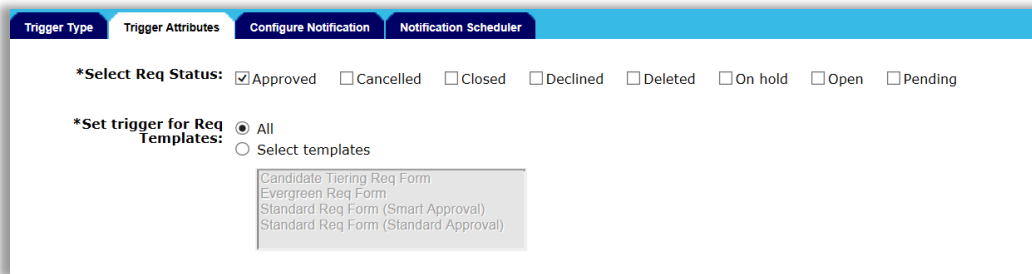 Trigger Type Trigger Attributes Configure Notification Notification Scheduler
*Select Req Status: Approved Cancelled Closed Declined Deleted On hold Open Pending
*Set trigger for Req Templates: All
Select templates
Candidate Tiering Req Form
Evergreen Req Form
Standard Req Form (Smart Approval)
Standard Req Form (Standard Approval)